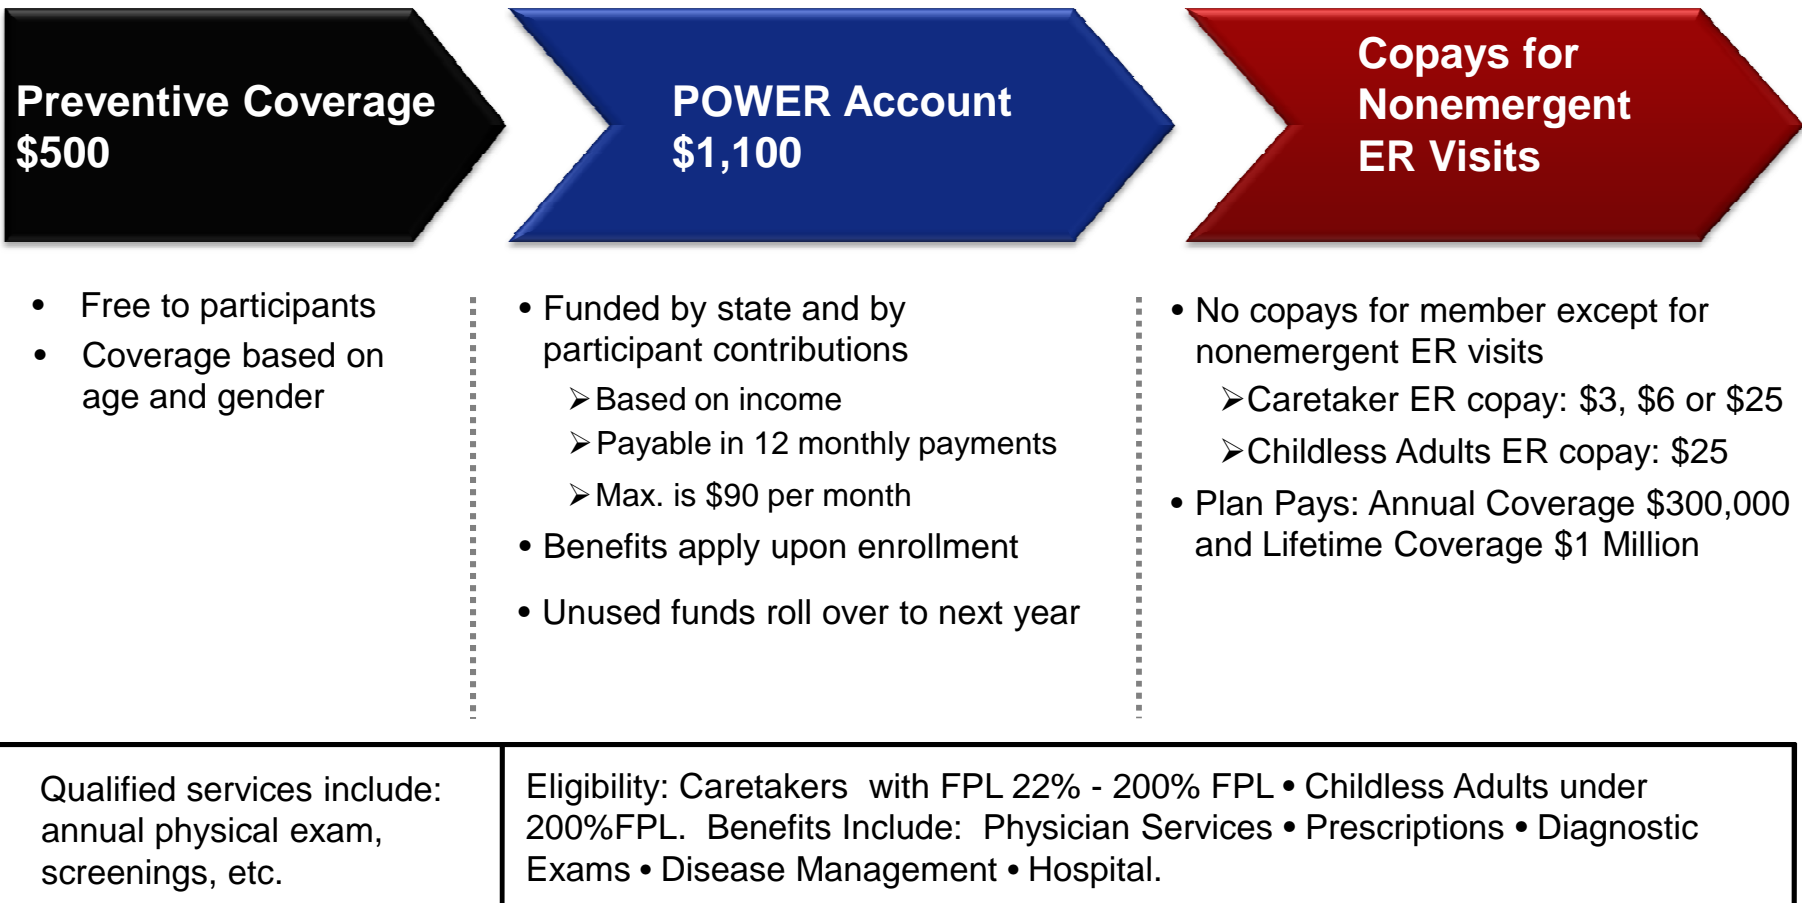 Preventive Coverage
$500
POWER Account
$1,100
Copays for
Nonemergent
ER Visits
• Free to participants
• Coverage based on
age and gender
• Funded by state and by
participant contributions
➢Based on income
➢Payable in 12 monthly payments
➢Max. is $90 per month
• Benefits apply upon enrollment
• Unused funds roll over to next year
• No copays for member except for
nonemergent ER visits
➢Caretaker ER copay: $3, $6 or $25
➢Childless Adults ER copay: $25
• Plan Pays: Annual Coverage $300,000
and Lifetime Coverage $1 Million
Qualified services include:
annual physical exam,
screenings, etc.
Eligibility: Caretakers  with FPL 22% - 200% FPL • Childless Adults under
200%FPL.  Benefits Include:  Physician Services • Prescriptions • Diagnostic
Exams • Disease Management • Hospital.